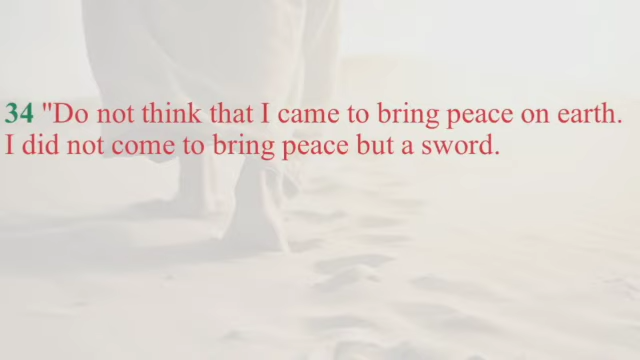 34 "Do not think that I came to bring peace on earth.
I did not come to bring peace but a sword.